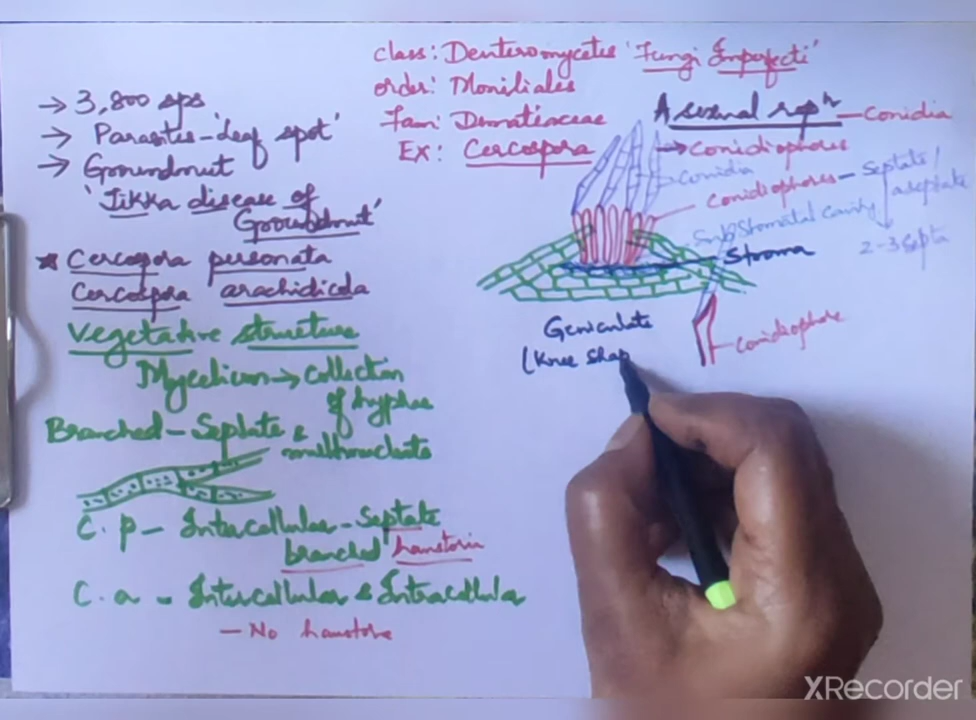 class: Deuteromycetes 'Fungi Imperfecti'
order: Moniliales
Fam: Dematiaceae
Ex: Cercospora
→ 3,800 sps
→ Parasites - 'Leaf spot'
→ Groundnut
'Tikka disease of
Groundnut'
* Cercospora personata
Cercospora arachidicola
Vegetative structure
Mycelium → collection
of hyphae
Branched - Septate &
multinucleate
C. p - Intercellular - Septate
branched haustoria
C. a - Intercellular & Intracellular
- No haustoria
Asexual repn - Conidia
→ Conidiophores
Conidia
Conidiophores - Septate /
aseptate
2-3 Septa
Sub Stomatal cavity
Stroma
Geniculate
(Knee shap
conidiophore
XRecorder